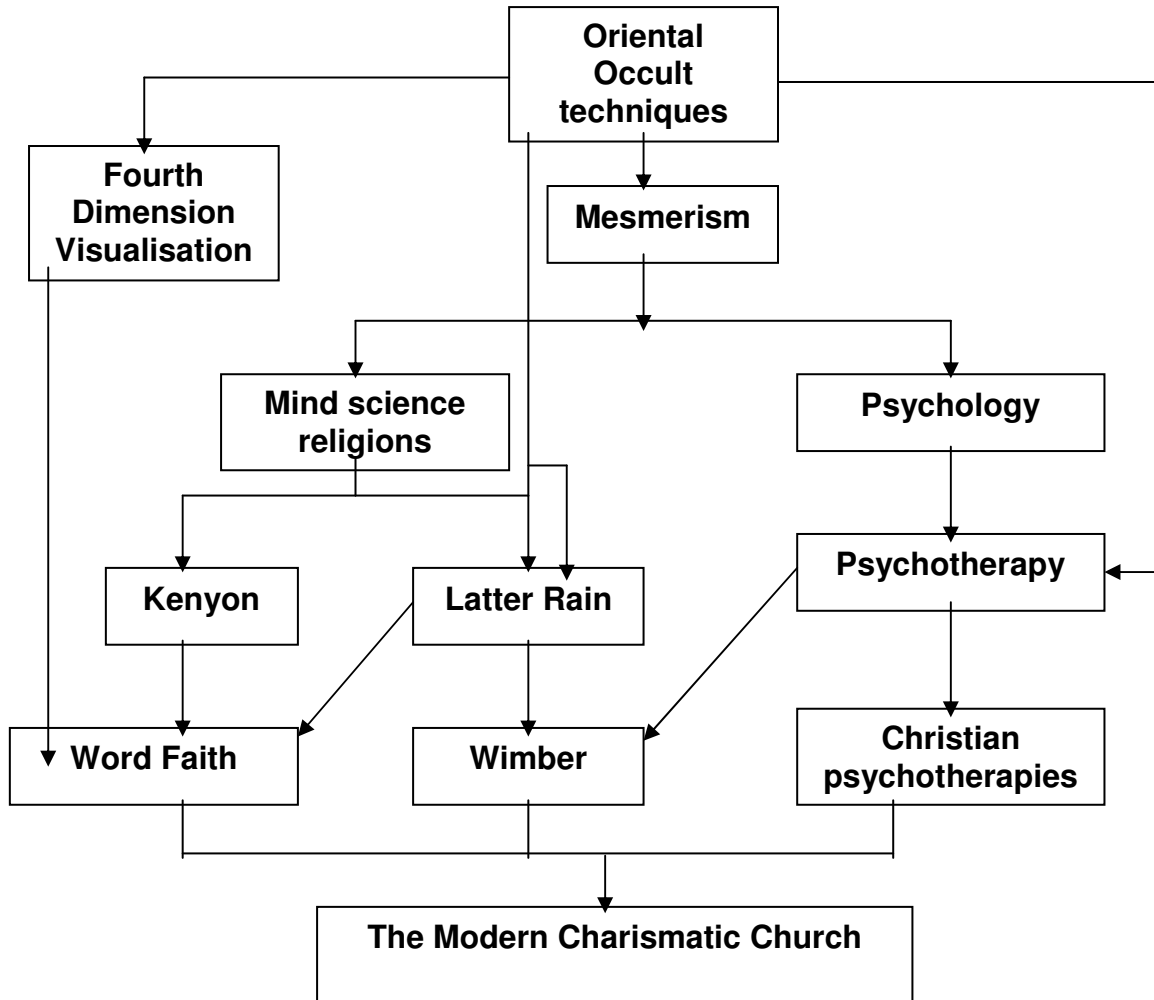 Oriental
Occult
techniques
Fourth
Dimension
Visualisation
Mesmerism
Mind science
religions
Psychology
Psychotherapy
Kenyon
Latter Rain
Word Faith
Wimber
Christian
psychotherapies
The Modern Charismatic Church